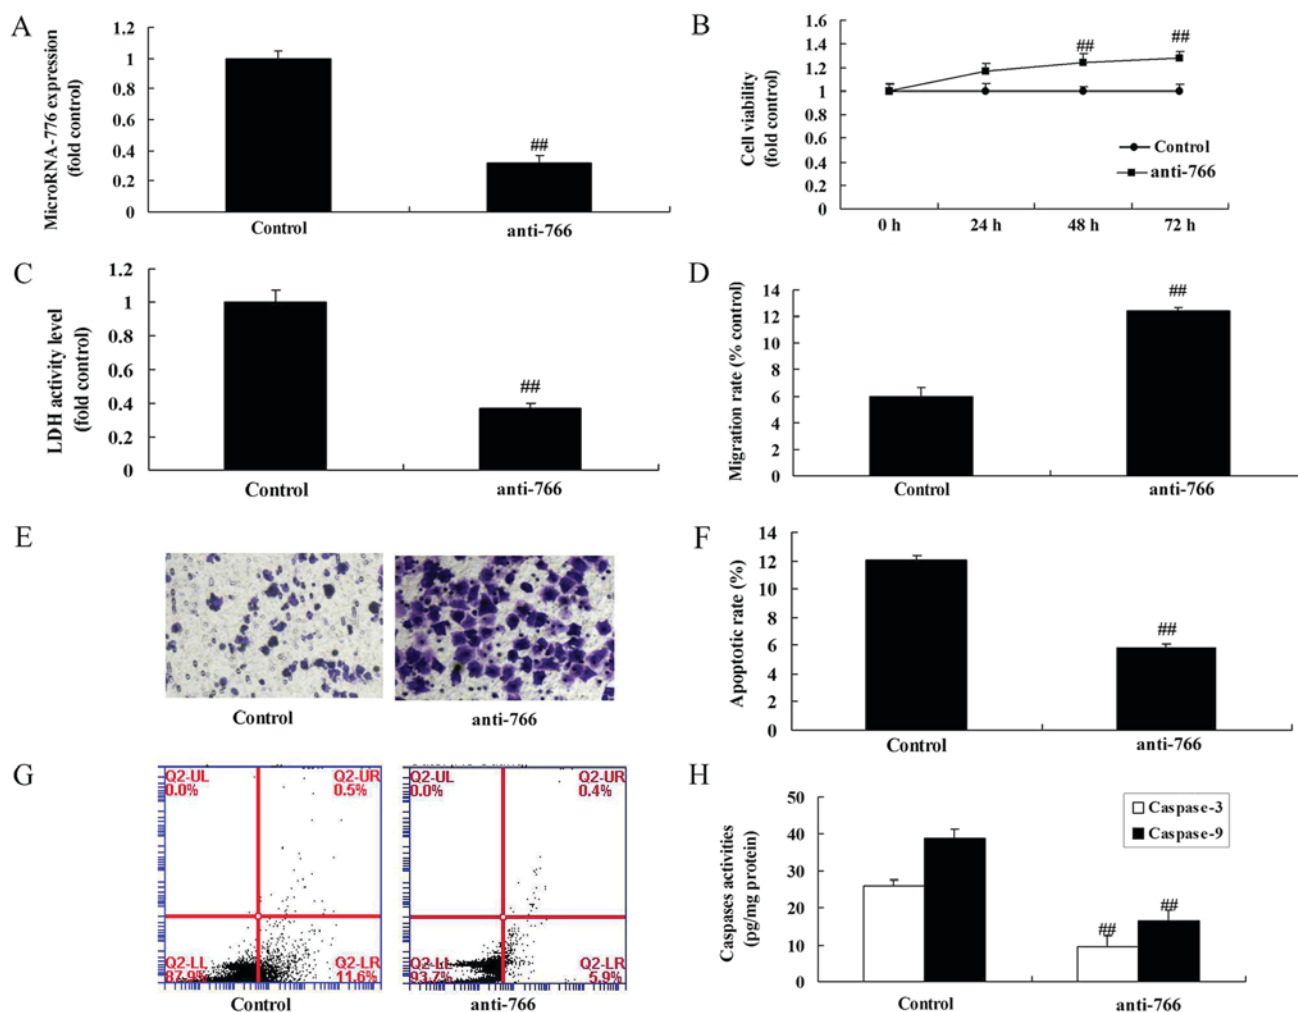 A
MicroRNA-776 expression
(fold control)
1.2
1
0.8
0.6
0.4
0.2
0
##
Control
anti-766
B
Cell viability
(fold control)
1.6
1.4
1.2
1
0.8
0.6
0.4
0.2
0
##
##
Control
anti-766
0 h
24 h
48 h
72 h
C
LDH activity level
(fold control)
1.2
1
0.8
0.6
0.4
0.2
0
##
Control
anti-766
D
Migration rate (% control)
14
12
10
8
6
4
2
0
##
Control
anti-766
E
Control
anti-766
F
Apoptotic rate (%)
14
12
10
8
6
4
2
0
##
Control
anti-766
G
Q2-UL
0.0%
Q2-UR
0.5%
Q2-LL
87.9%
Q2-LR
11.6%
Control
Q2-UL
0.0%
Q2-UR
0.4%
Q2-LL
93.7%
Q2-LR
5.9%
anti-766
H
Caspases activities
(pg/mg protein)
50
40
30
20
10
0
Caspase-3
Caspase-9
##
##
Control
anti-766